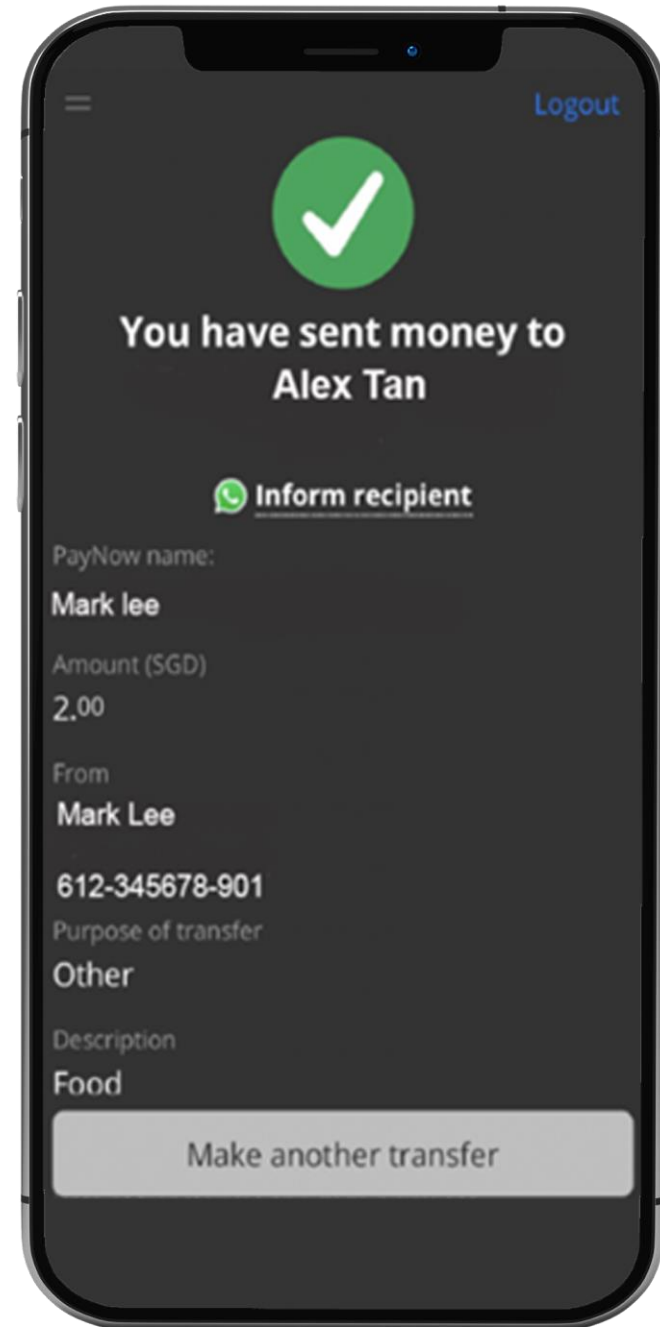 Logout
You have sent money to
Alex Tan
Inform recipient
PayNow name:
Mark lee
Amount (SGD)
2.00
From
Mark Lee
612-345678-901
Purpose of transfer
Other
Description
Food
Make another transfer